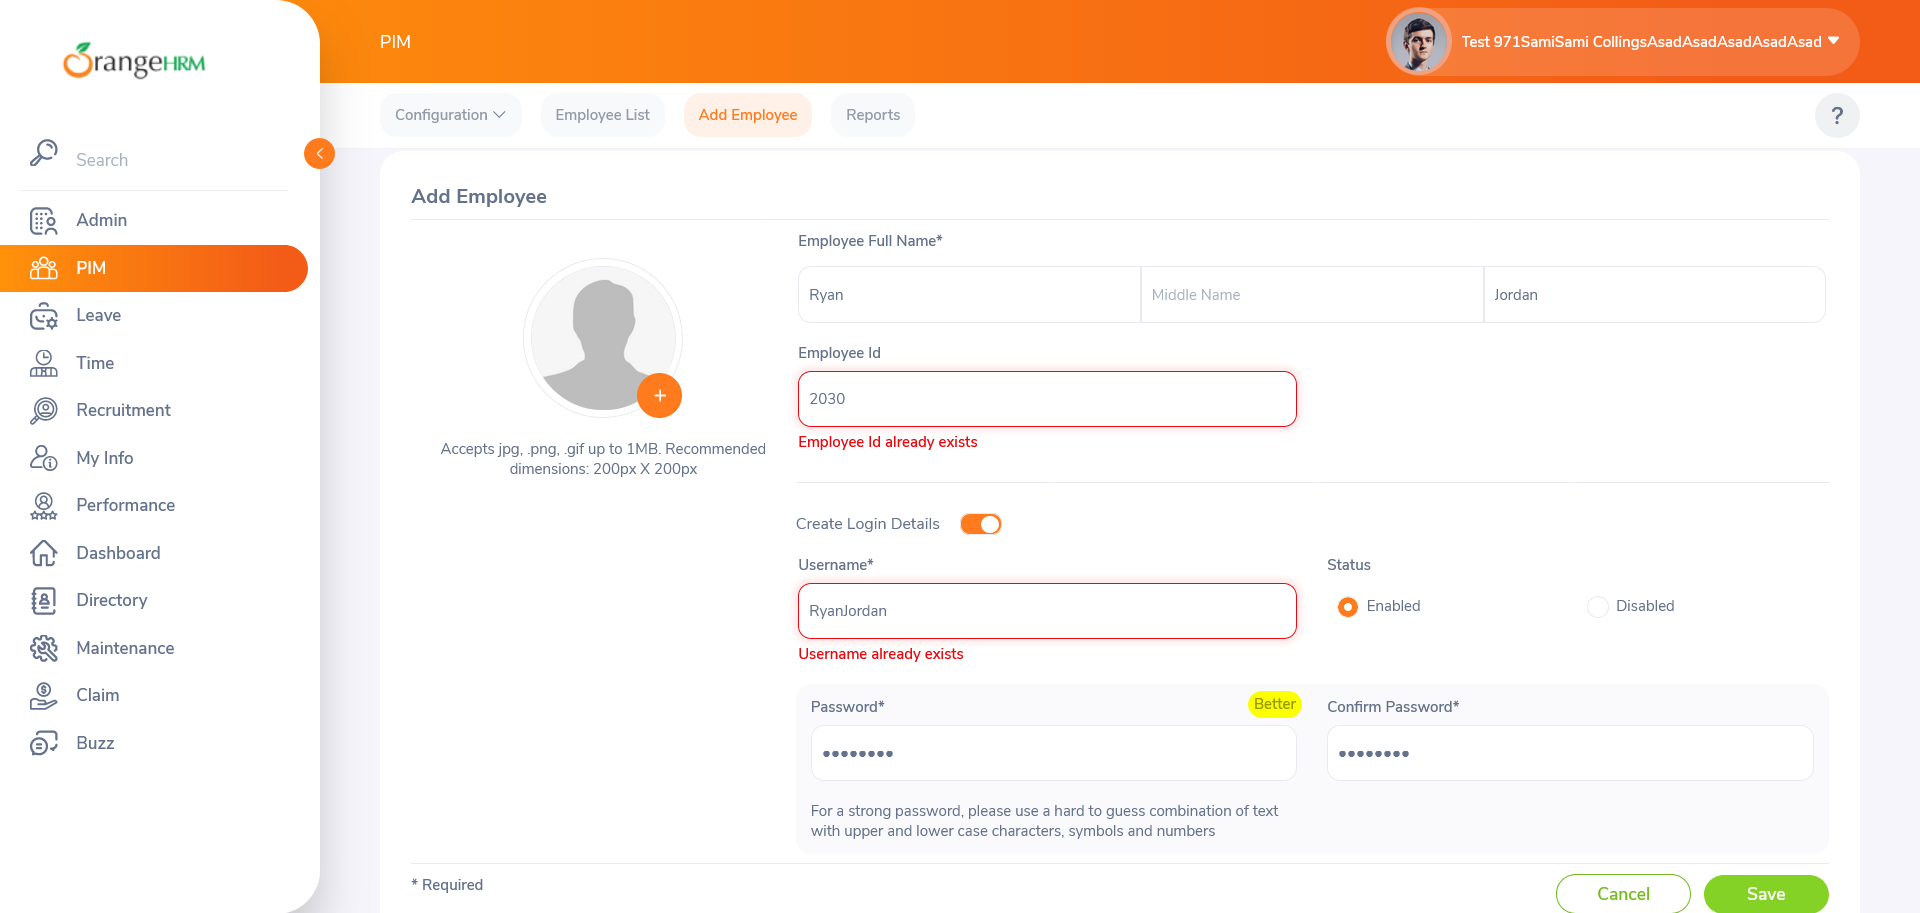 OrangeHRM
Search
Admin
PIM
Leave
Time
Recruitment
My Info
Performance
Dashboard
Directory
Maintenance
Claim
Buzz
PIM
Test 971SamiSami CollingsAsadAsadAsadAsadAsad
Configuration
Employee List
Add Employee
Reports
?
Add Employee
Accepts jpg, .png, .gif up to 1MB. Recommended
dimensions: 200px X 200px
Employee Full Name*
Ryan
Middle Name
Jordan
Employee Id
2030
Employee Id already exists
Create Login Details
Username*
RyanJordan
Username already exists
Status
Enabled
Disabled
Password*
Better
Confirm Password*
For a strong password, please use a hard to guess combination of text
with upper and lower case characters, symbols and numbers
* Required
Cancel
Save